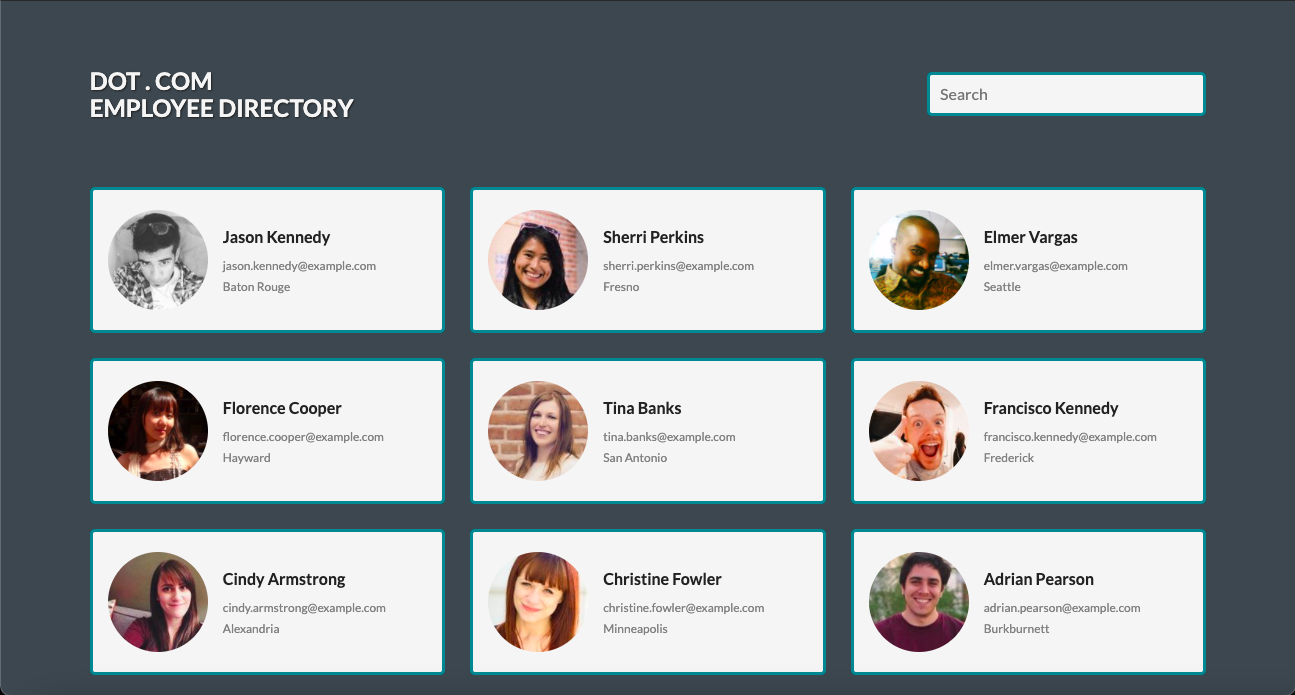 DOT . COM
EMPLOYEE DIRECTORY
Search
Jason Kennedy
jason.kennedy@example.com
Baton Rouge
Sherri Perkins
sherri.perkins@example.com
Fresno
Elmer Vargas
elmer.vargas@example.com
Seattle
Florence Cooper
florence.cooper@example.com
Hayward
Tina Banks
tina.banks@example.com
San Antonio
Francisco Kennedy
francisco.kennedy@example.com
Frederick
Cindy Armstrong
cindy.armstrong@example.com
Alexandria
Christine Fowler
christine.fowler@example.com
Minneapolis
Adrian Pearson
adrian.pearson@example.com
Burkburnett